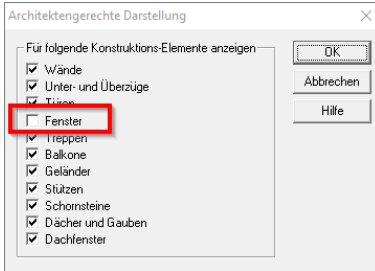 Architektengerechte Darstellung
Für folgende Konstruktions-Elemente anzeigen
OK
Wände
Abbrechen
Unter- und Überzüge
Türen
Hilfe
Fenster
Treppen
Balkone
Geländer
Stützen
Schornsteine
Dächer und Gauben
Dachfenster